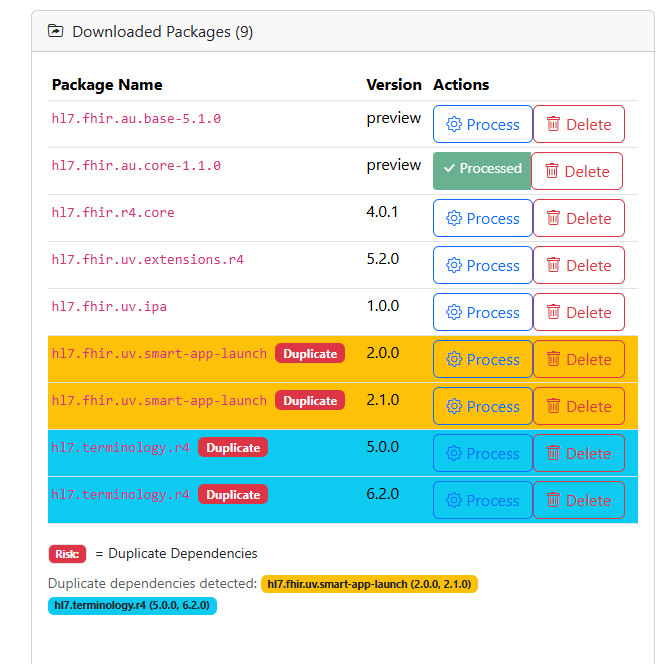 Downloaded Packages (9)
Package Name Version Actions
hl7.fhir.au.base-5.1.0 preview Process Delete
hl7.fhir.au.core-1.1.0 preview Processed Delete
hl7.fhir.r4.core 4.0.1 Process Delete
hl7.fhir.uv.extensions.r4 5.2.0 Process Delete
hl7.fhir.uv.ipa 1.0.0 Process Delete
hl7.fhir.uv.smart-app-launch Duplicate 2.0.0 Process Delete
hl7.fhir.uv.smart-app-launch Duplicate 2.1.0 Process Delete
hl7.terminology.r4 Duplicate 5.0.0 Process Delete
hl7.terminology.r4 Duplicate 6.2.0 Process Delete
Risk: = Duplicate Dependencies
Duplicate dependencies detected: hl7.fhir.uv.smart-app-launch (2.0.0, 2.1.0)
hl7.terminology.r4 (5.0.0, 6.2.0)